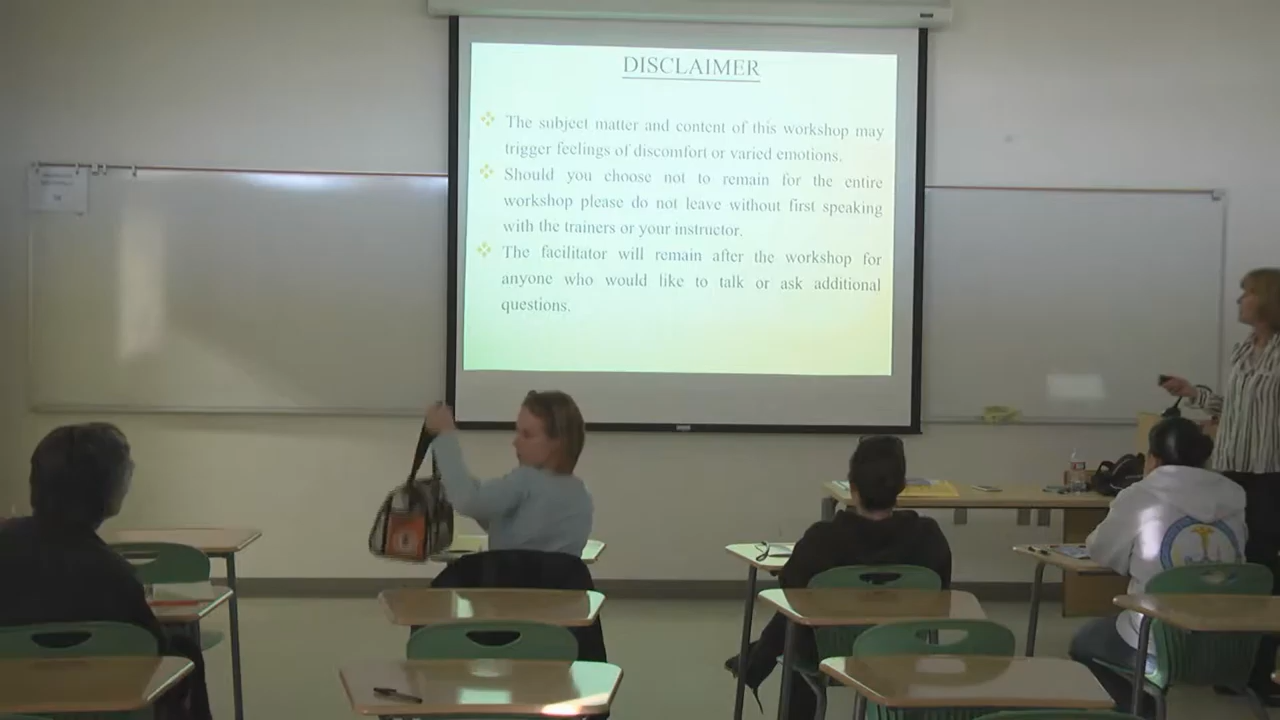 DISCLAIMER
The subject matter and content of this workshop may
trigger feelings of discomfort or varied emotions.
Should you choose not to remain for the entire
workshop please do not leave without first speaking
with the trainers or your instructor.
The facilitator will remain after the workshop for
anyone who would like to talk or ask additional
questions.